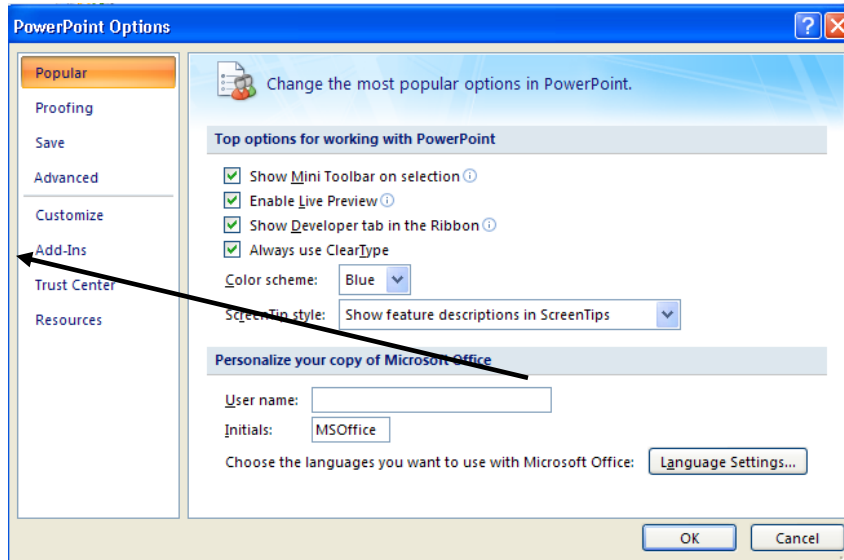 PowerPoint Options
Popular
Proofing
Save
Advanced
Customize
Add-Ins
Trust Center
Resources
Change the most popular options in PowerPoint.
Top options for working with PowerPoint
Show Mini Toolbar on selection
Enable Live Preview
Show Developer tab in the Ribbon
Always use ClearType
Color scheme: Blue
ScreenTip style: Show feature descriptions in ScreenTips
Personalize your copy of Microsoft Office
User name:
Initials: MSOffice
Choose the languages you want to use with Microsoft Office: Language Settings...
OK Cancel